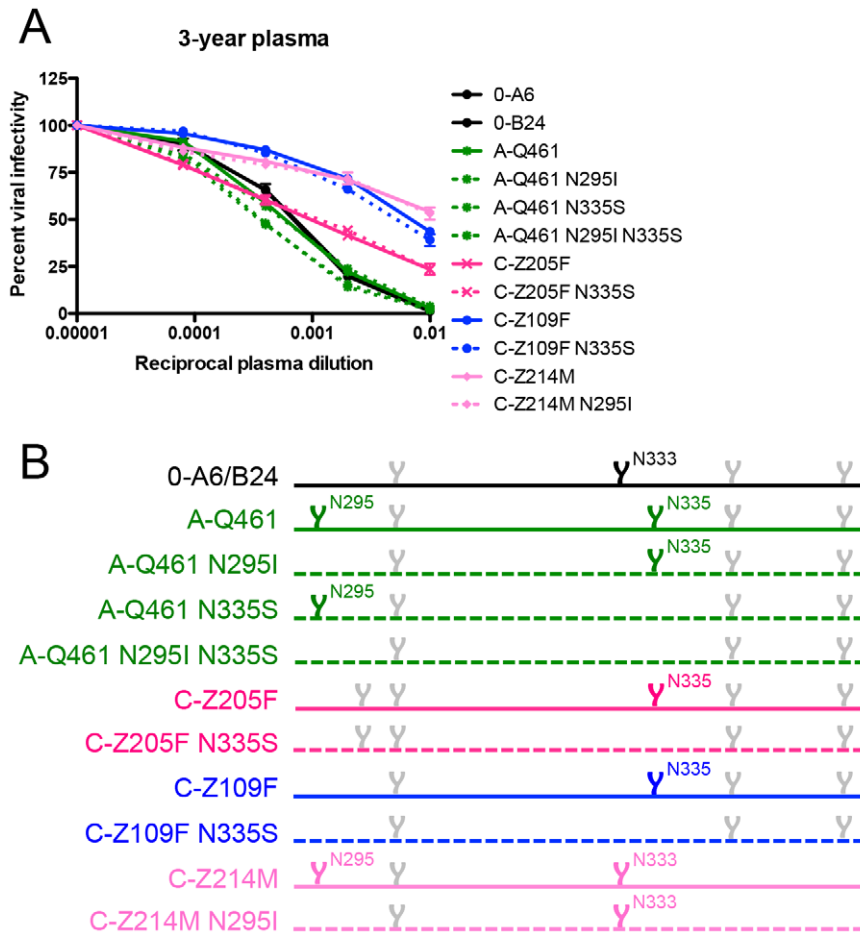 A
3-year plasma
Percent viral infectivity
125
100
75
50
25
0
0.00001
0.0001
0.001
0.01
Reciprocal plasma dilution
0-A6
0-B24
A-Q461
A-Q461 N295I
A-Q461 N335S
A-Q461 N295I N335S
C-Z205F
C-Z205F N335S
C-Z109F
C-Z109F N335S
C-Z214M
C-Z214M N295I
B
0-A6/B24 N333
A-Q461 N295 N335
A-Q461 N295I N335
A-Q461 N335S N295
A-Q461 N295I N335S
C-Z205F N335
C-Z205F N335S
C-Z109F N335
C-Z109F N335S
C-Z214M N295 N333
C-Z214M N295I N333